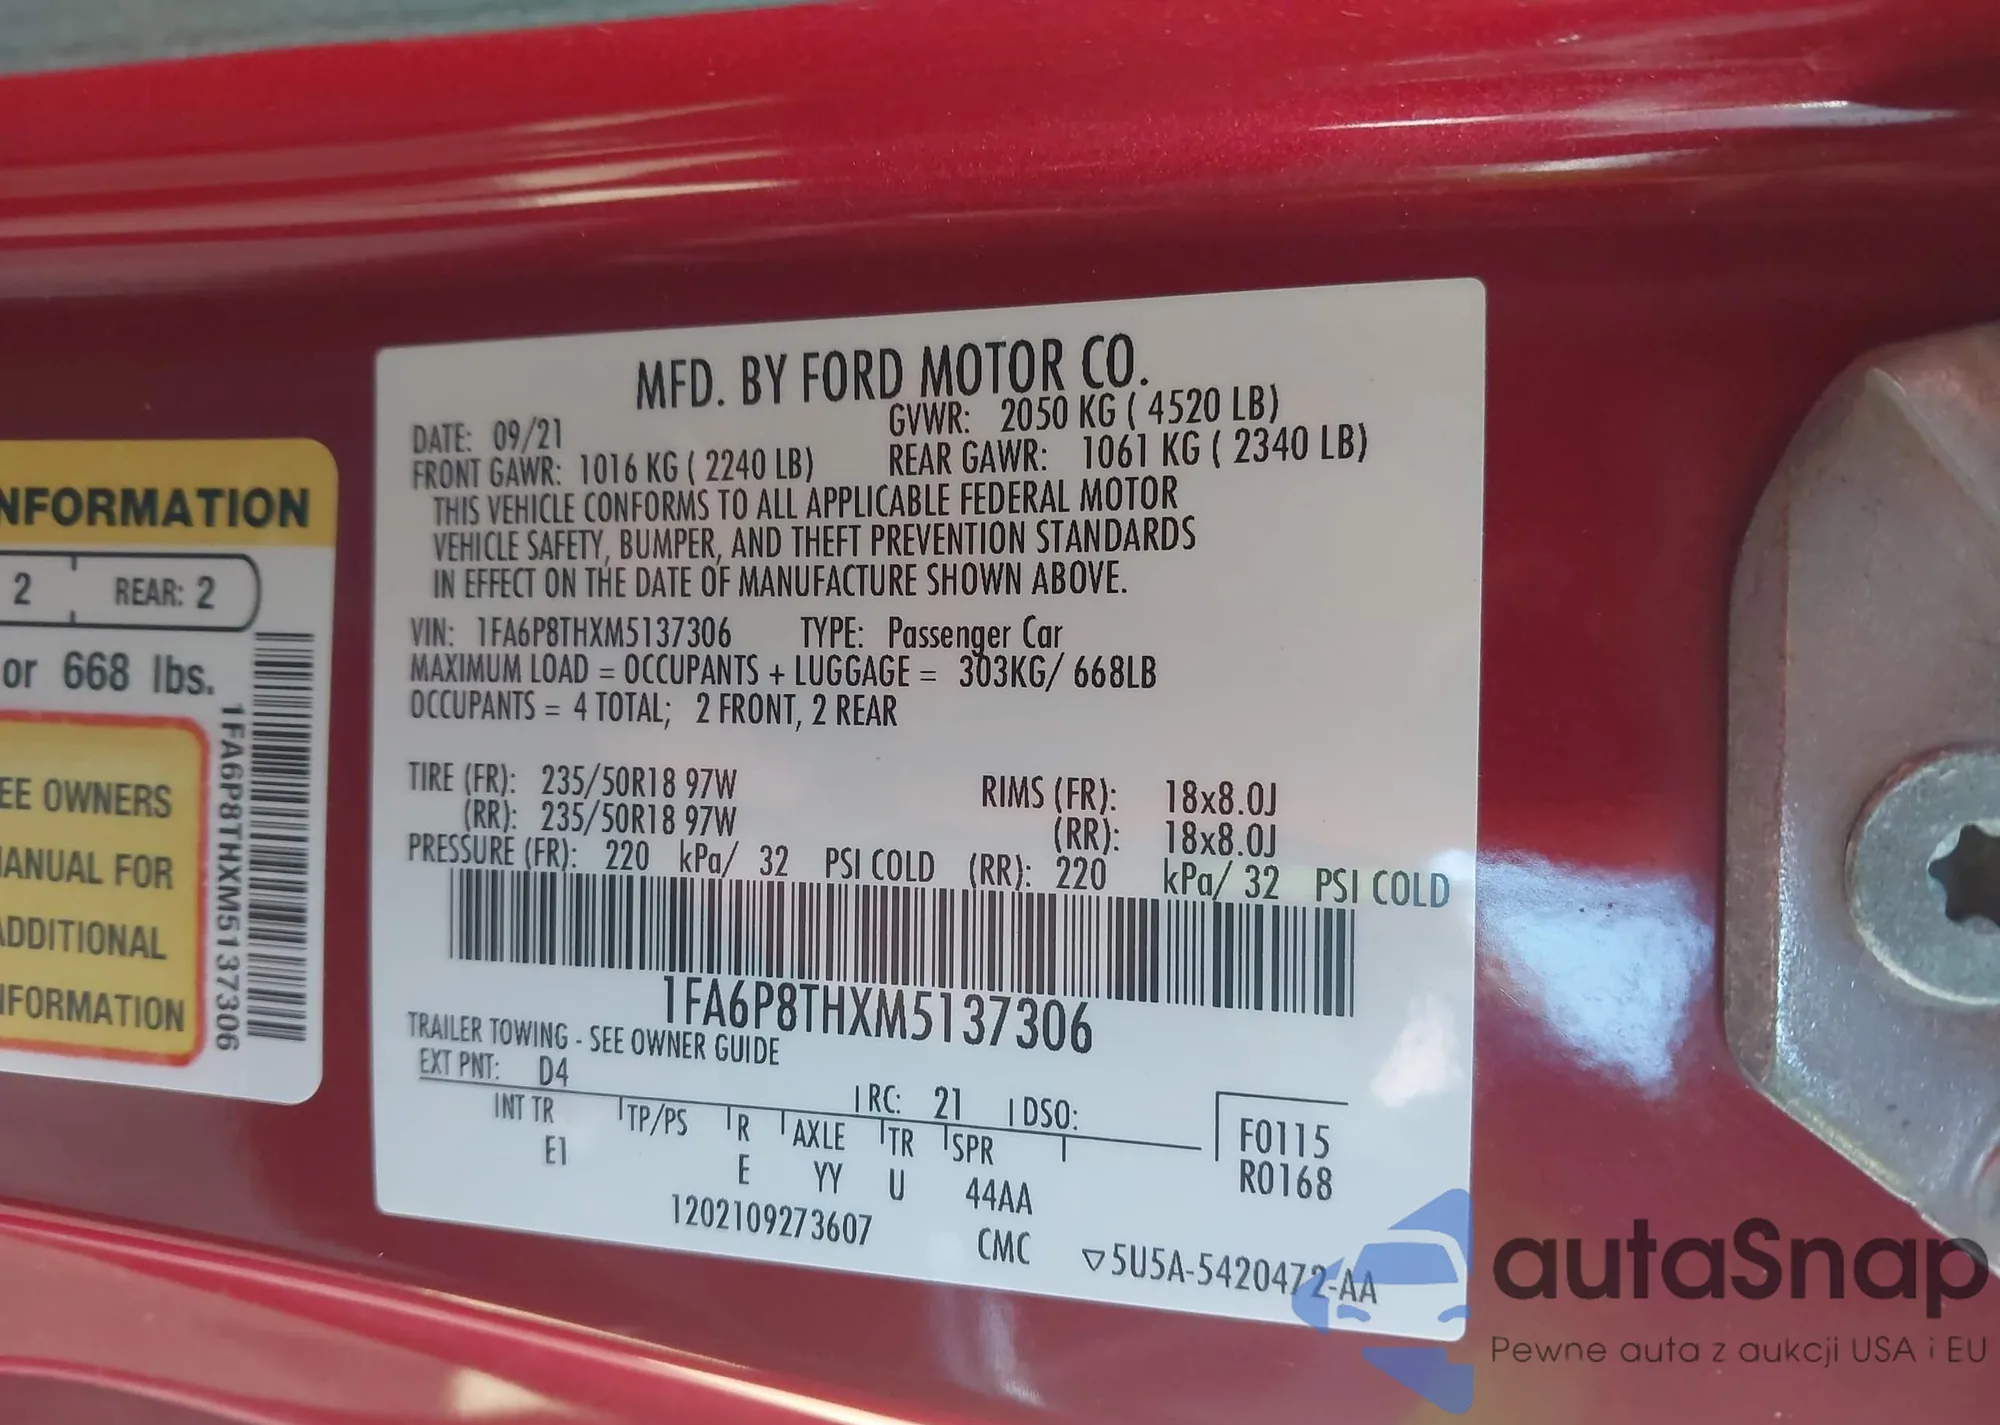 MFD. BY FORD MOTOR CO.
DATE: 09/21
GVWR: 2050 KG ( 4520 LB)
FRONT GAWR: 1016 KG ( 2240 LB)
REAR GAWR: 1061 KG ( 2340 LB)
THIS VEHICLE CONFORMS TO ALL APPLICABLE FEDERAL MOTOR
VEHICLE SAFETY, BUMPER, AND THEFT PREVENTION STANDARDS
IN EFFECT ON THE DATE OF MANUFACTURE SHOWN ABOVE.
VIN: 1FA6P8THXM5137306 TYPE: Passenger Car
MAXIMUM LOAD = OCCUPANTS + LUGGAGE = 303KG/ 668LB
OCCUPANTS = 4 TOTAL; 2 FRONT, 2 REAR
TIRE (FR): 235/50R18 97W RIMS (FR): 18x8.0J
(RR): 235/50R18 97W (RR): 18x8.0J
PRESSURE (FR): 220 kPa/ 32 PSI COLD (RR): 220 kPa/ 32 PSI COLD
1FA6P8THXM5137306
TRAILER TOWING - SEE OWNER GUIDE
EXT PNT: D4 RC: 21 DSO:
INT TR TP/PS R AXLE TR SPR
E1 E YY U 44AA
F0115
R0168
1202109273607 CMC ▽5U5A-5420472-AA
NFORMATION
2 REAR: 2
or 668 lbs.
EE OWNERS
ANUAL FOR
ADDITIONAL
NFORMATION
1FA6P8THXM5137306
autaSnap
Pewne auta z aukcji USA i EU